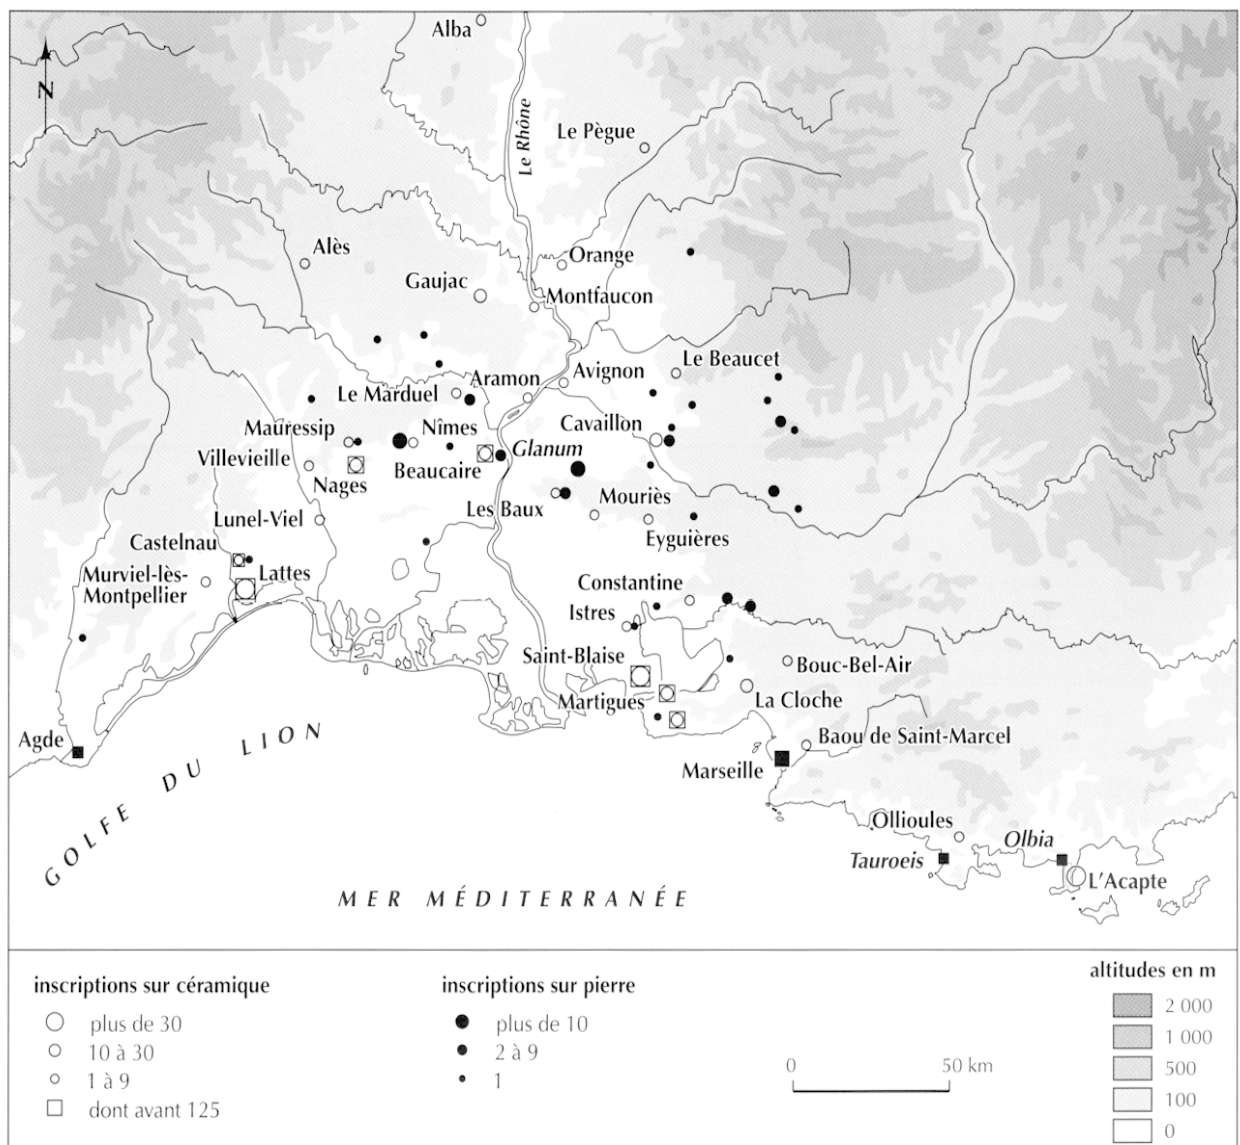 Alba
N
Le Rhône
Le Pègue
Alès
Orange
Gaujac
Montfaucon
Le Beaucet
Avignon
Aramon
Le Marduel
Cavaillon
Mauressip
Nîmes
Glanum
Villevieille
Beaucaire
Nages
Mouriès
Les Baux
Lunel-Viel
Eyguières
Castelnau
Lattes
Murviel-lès-
Montpellier
Constantine
Istres
Saint-Blaise
Bouc-Bel-Air
Martigues
La Cloche
Agde
Baou de Saint-Marcel
Marseille
GOLFE DU LION
Ollioules
Olbia
Tauroeis
L'Acapte
MER MÉDITERRANÉE
inscriptions sur céramique
plus de 30
10 à 30
1 à 9
dont avant 125
inscriptions sur pierre
plus de 10
2 à 9
1
0 50 km
altitudes en m
2 000
1 000
500
100
0